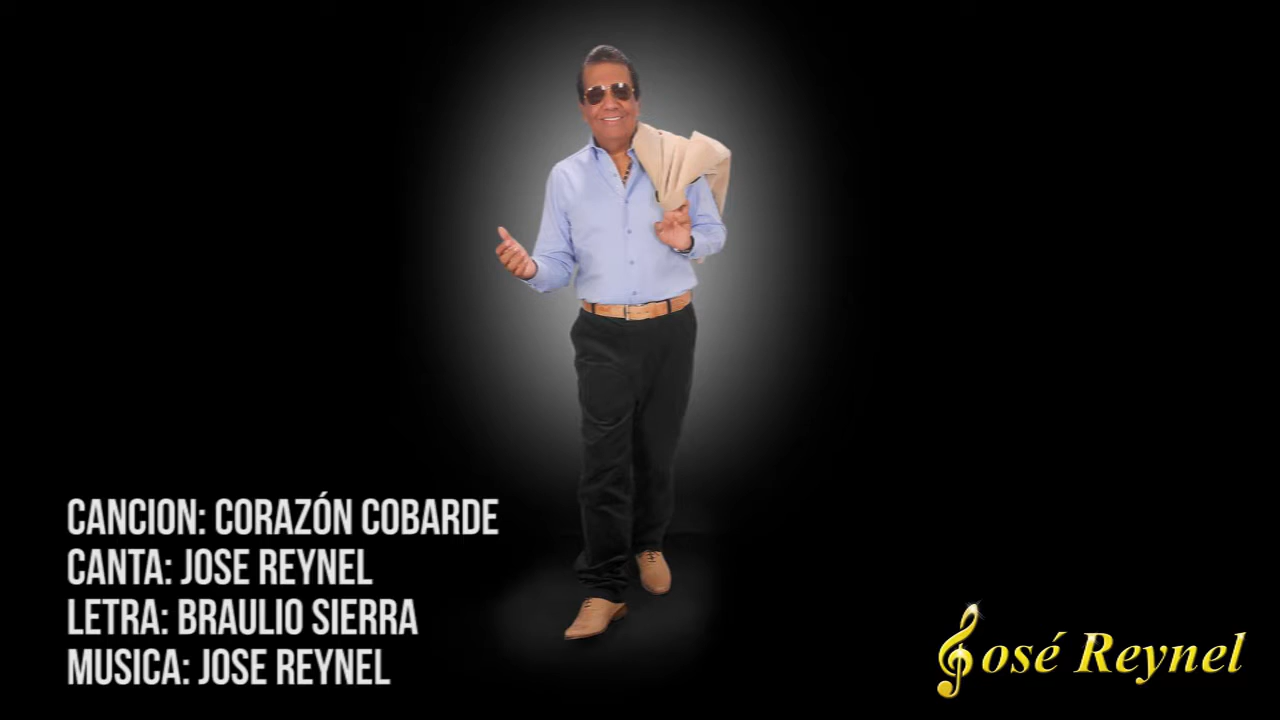 CANCION: CORAZÓN COBARDE
CANTA: JOSE REYNEL
LETRA: BRAULIO SIERRA
MUSICA: JOSE REYNEL
José Reynel